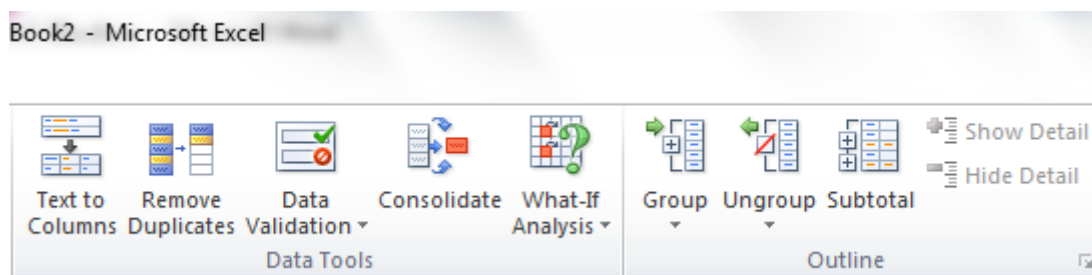 Book2 - Microsoft Excel
Text to Columns
Remove Duplicates
Data Validation
Consolidate
What-If Analysis
Group
Ungroup
Subtotal
Show Detail
Hide Detail
Data Tools
Outline